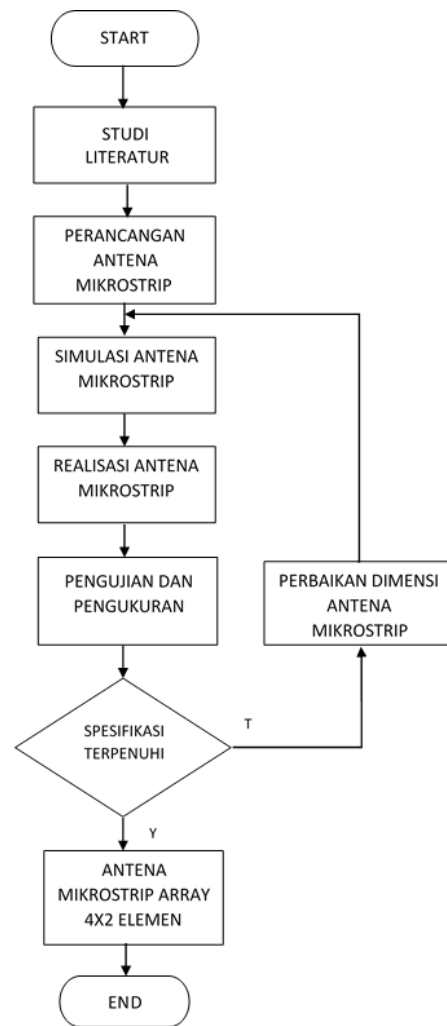 START
STUDI
LITERATUR
PERANCANGAN
ANTENA
MIKROSTRIP
SIMULASI ANTENA
MIKROSTRIP
REALISASI ANTENA
MIKROSTRIP
PENGUJIAN DAN
PENGUKURAN
PERBAIKAN DIMENSI
ANTENA
MIKROSTRIP
SPESIFIKASI
TERPENUHI
T
Y
ANTENA
MIKROSTRIP ARRAY
4X2 ELEMEN
END